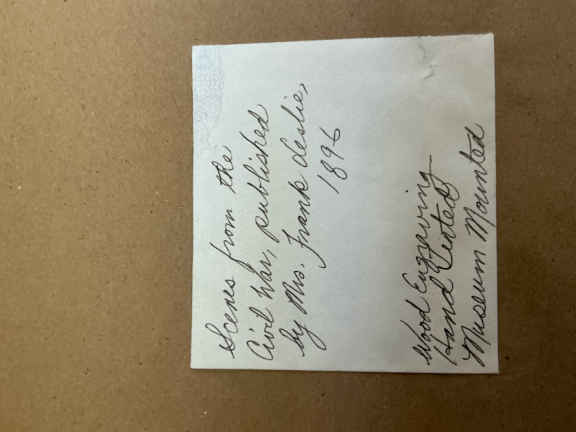 Scenes from the
Civil War, published
by Mrs. Frank Leslie,
1896
Wood Engraving
Hand Tinted
Museum Mounted